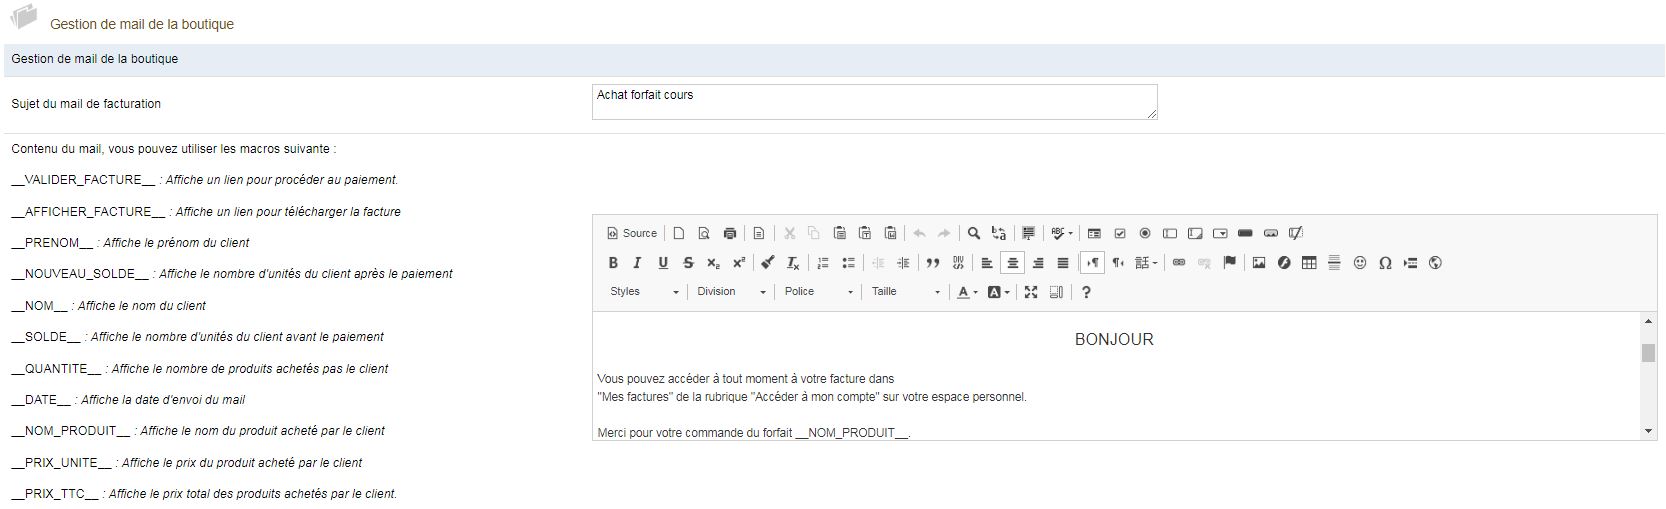 Gestion de mail de la boutique
Gestion de mail de la boutique
Sujet du mail de facturation
Achat forfait cours
Contenu du mail, vous pouvez utiliser les macros suivante :
__VALIDER_FACTURE__ : Affiche un lien pour procéder au paiement.
__AFFICHER_FACTURE__ : Affiche un lien pour télécharger la facture
__PRENOM__ : Affiche le prénom du client
__NOUVEAU_SOLDE__ : Affiche le nombre d'unités du client après le paiement
__NOM__ : Affiche le nom du client
__SOLDE__ : Affiche le nombre d'unités du client avant le paiement
__QUANTITE__ : Affiche le nombre de produits achetés pas le client
__DATE__ : Affiche la date d'envoi du mail
__NOM_PRODUIT__ : Affiche le nom du produit acheté par le client
__PRIX_UNITE__ : Affiche le prix du produit acheté par le client
__PRIX_TTC__ : Affiche le prix total des produits achetés par le client.
Source
B I U S x₂ x² Tx
Styles Division Police Taille A A ?
BONJOUR
Vous pouvez accéder à tout moment à votre facture dans
"Mes factures" de la rubrique "Accéder à mon compte" sur votre espace personnel.
Merci pour votre commande du forfait __NOM_PRODUIT__.